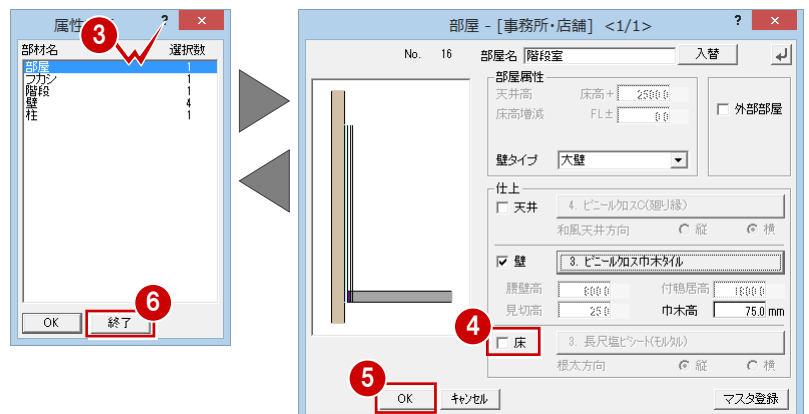 属性
? ×
3
部材名 選択数
部屋 1
フカシ 1
階段 1
壁 4
柱 1
6
OK 終了
部屋 - [事務所・店舗] <1/1> ? ×
No. 16 部屋名 階段室 入替
部屋属性
天井高 床高+ 2500.0
床高増減 FL± 0.0
外部部屋
壁タイプ 大壁
仕上
天井 4. ビニールクロスC(廻り縁)
和風天井方向 縦 横
壁 3. ビニールクロス巾木タイル
腰壁高 800.0 付鴨居高 1800.0
見切高 25.0 巾木高 75.0 mm
4
床 3. 長尺塩ビシート(モルタル)
根太方向 縦 横
5
OK キャンセル マスタ登録